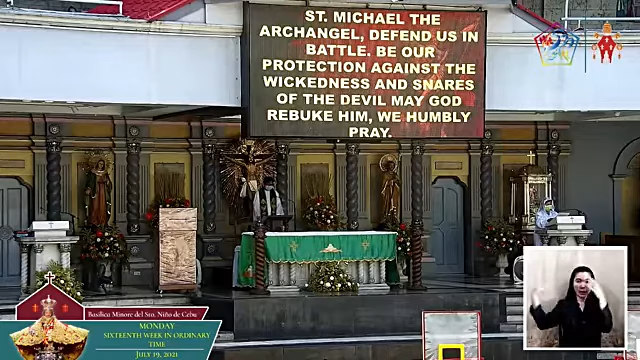 ST. MICHAEL THE
ARCHANGEL, DEFEND US IN
BATTLE. BE OUR
PROTECTION AGAINST THE
WICKEDNESS AND SNARES
OF THE DEVIL MAY GOD
REBUKE HIM, WE HUMBLY
PRAY.
Basilica Minore del Sto. Niño de Cebu
MONDAY
SIXTEENTH WEEK IN ORDINARY
TIME
JULY 19, 2021